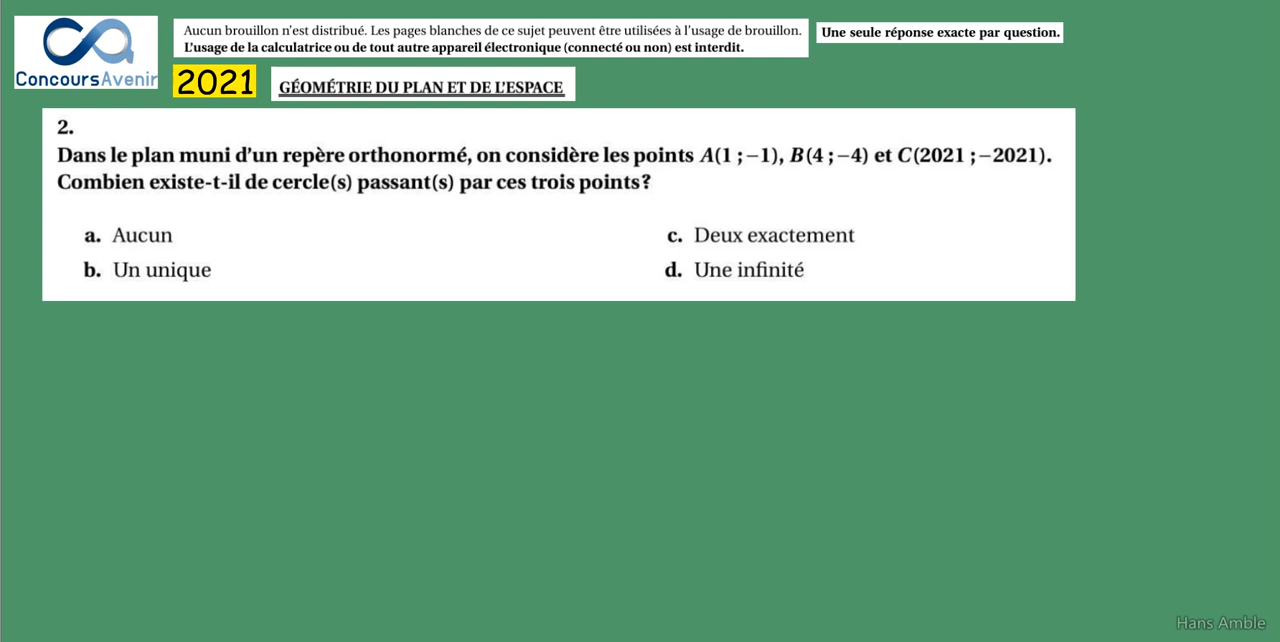 Aucun brouillon n'est distribué. Les pages blanches de ce sujet peuvent être utilisées à l'usage de brouillon.
L'usage de la calculatrice ou de tout autre appareil électronique (connecté ou non) est interdit.
Une seule réponse exacte par question.
ConcoursAvenir
2021
GÉOMÉTRIE DU PLAN ET DE L'ESPACE
2.
Dans le plan muni d'un repère orthonormé, on considère les points A(1 ; −1), B(4 ; −4) et C(2021 ; −2021).
Combien existe-t-il de cercle(s) passant(s) par ces trois points ?
a. Aucun
b. Un unique
c. Deux exactement
d. Une infinité
Hans Amble